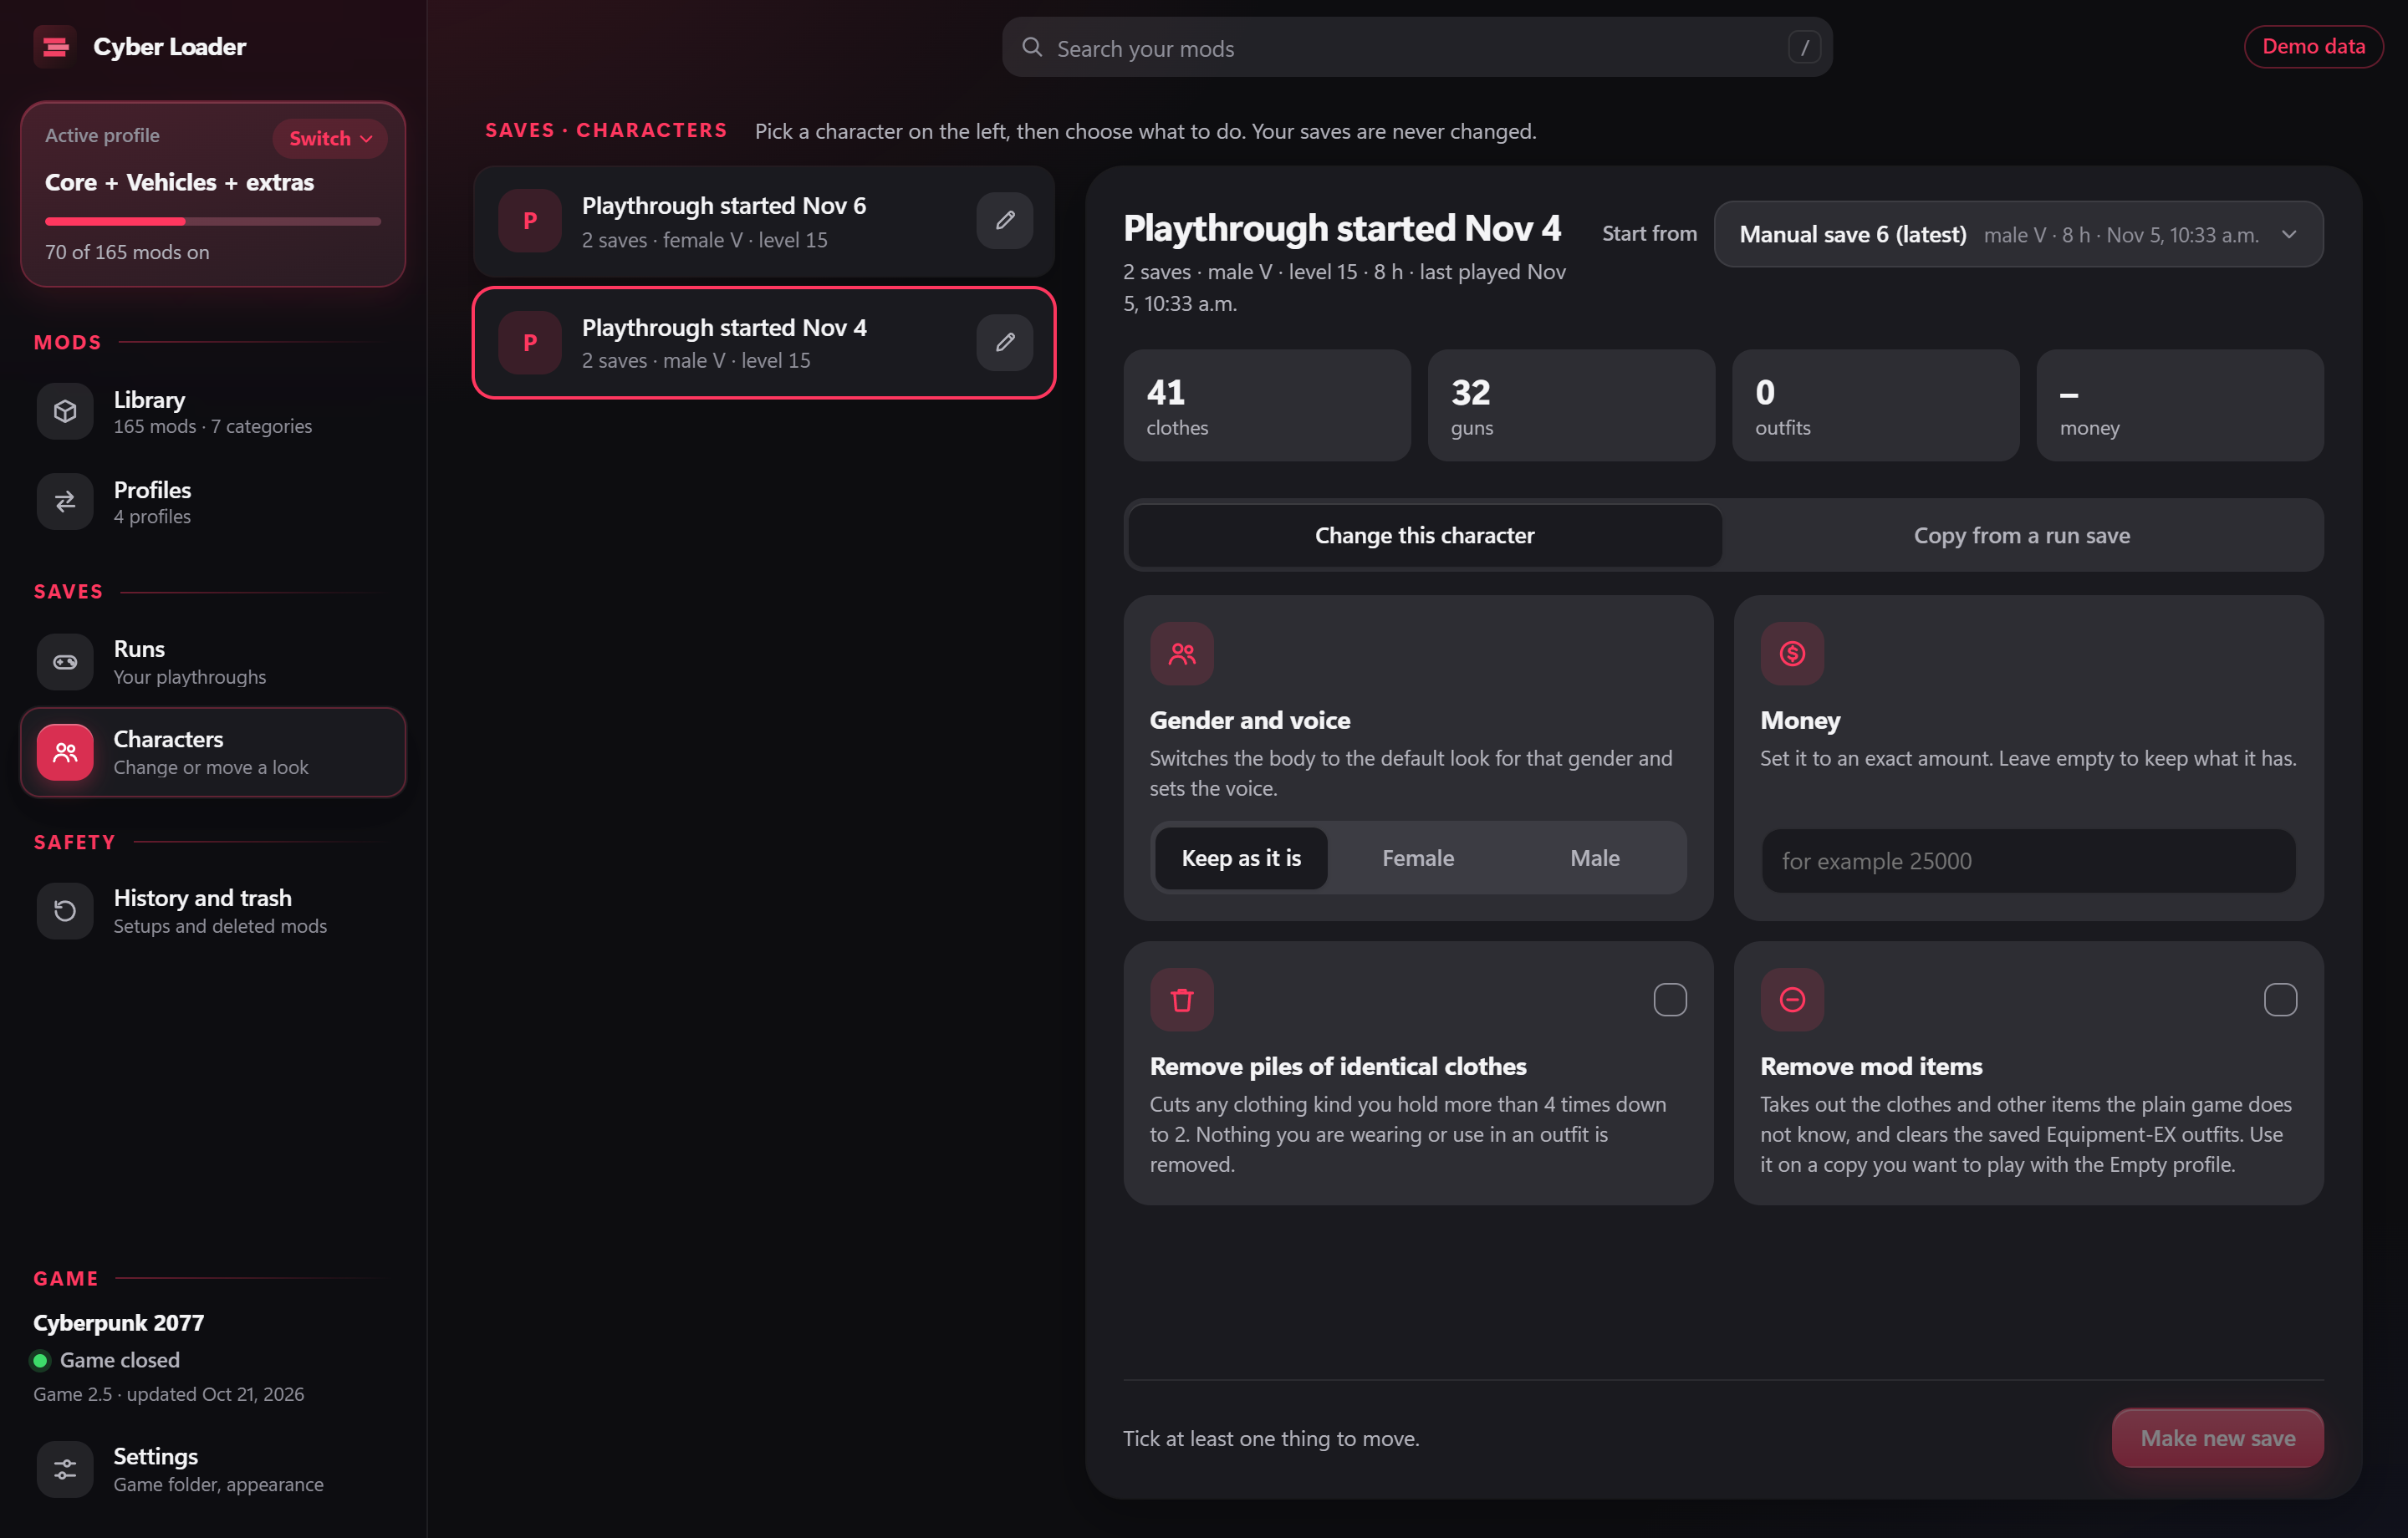 Cyber Loader
Search your mods
/
Demo data
Active profile
Switch
Core + Vehicles + extras
70 of 165 mods on
MODS
Library
165 mods · 7 categories
Profiles
4 profiles
SAVES
Runs
Your playthroughs
Characters
Change or move a look
SAFETY
History and trash
Setups and deleted mods
GAME
Cyberpunk 2077
Game closed
Game 2.5 · updated Oct 21, 2026
Settings
Game folder, appearance
SAVES · CHARACTERS
Pick a character on the left, then choose what to do. Your saves are never changed.
P
Playthrough started Nov 6
2 saves · female V · level 15
P
Playthrough started Nov 4
2 saves · male V · level 15
Playthrough started Nov 4
2 saves · male V · level 15 · 8 h · last played Nov
5, 10:33 a.m.
Start from
Manual save 6 (latest) male V · 8 h · Nov 5, 10:33 a.m.
41
clothes
32
guns
0
outfits
–
money
Change this character
Copy from a run save
Gender and voice
Switches the body to the default look for that gender and
sets the voice.
Keep as it is
Female
Male
Money
Set it to an exact amount. Leave empty to keep what it has.
for example 25000
Remove piles of identical clothes
Cuts any clothing kind you hold more than 4 times down
to 2. Nothing you are wearing or use in an outfit is
removed.
Remove mod items
Takes out the clothes and other items the plain game does
not know, and clears the saved Equipment-EX outfits. Use
it on a copy you want to play with the Empty profile.
Tick at least one thing to move.
Make new save